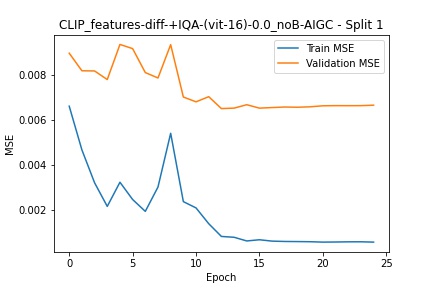 CLIP_features-diff-+IQA-(vit-16)-0.0_noB-AIGC - Split 1
Train MSE
Validation MSE
0.008
0.006
0.004
0.002
MSE
0 5 10 15 20 25
Epoch